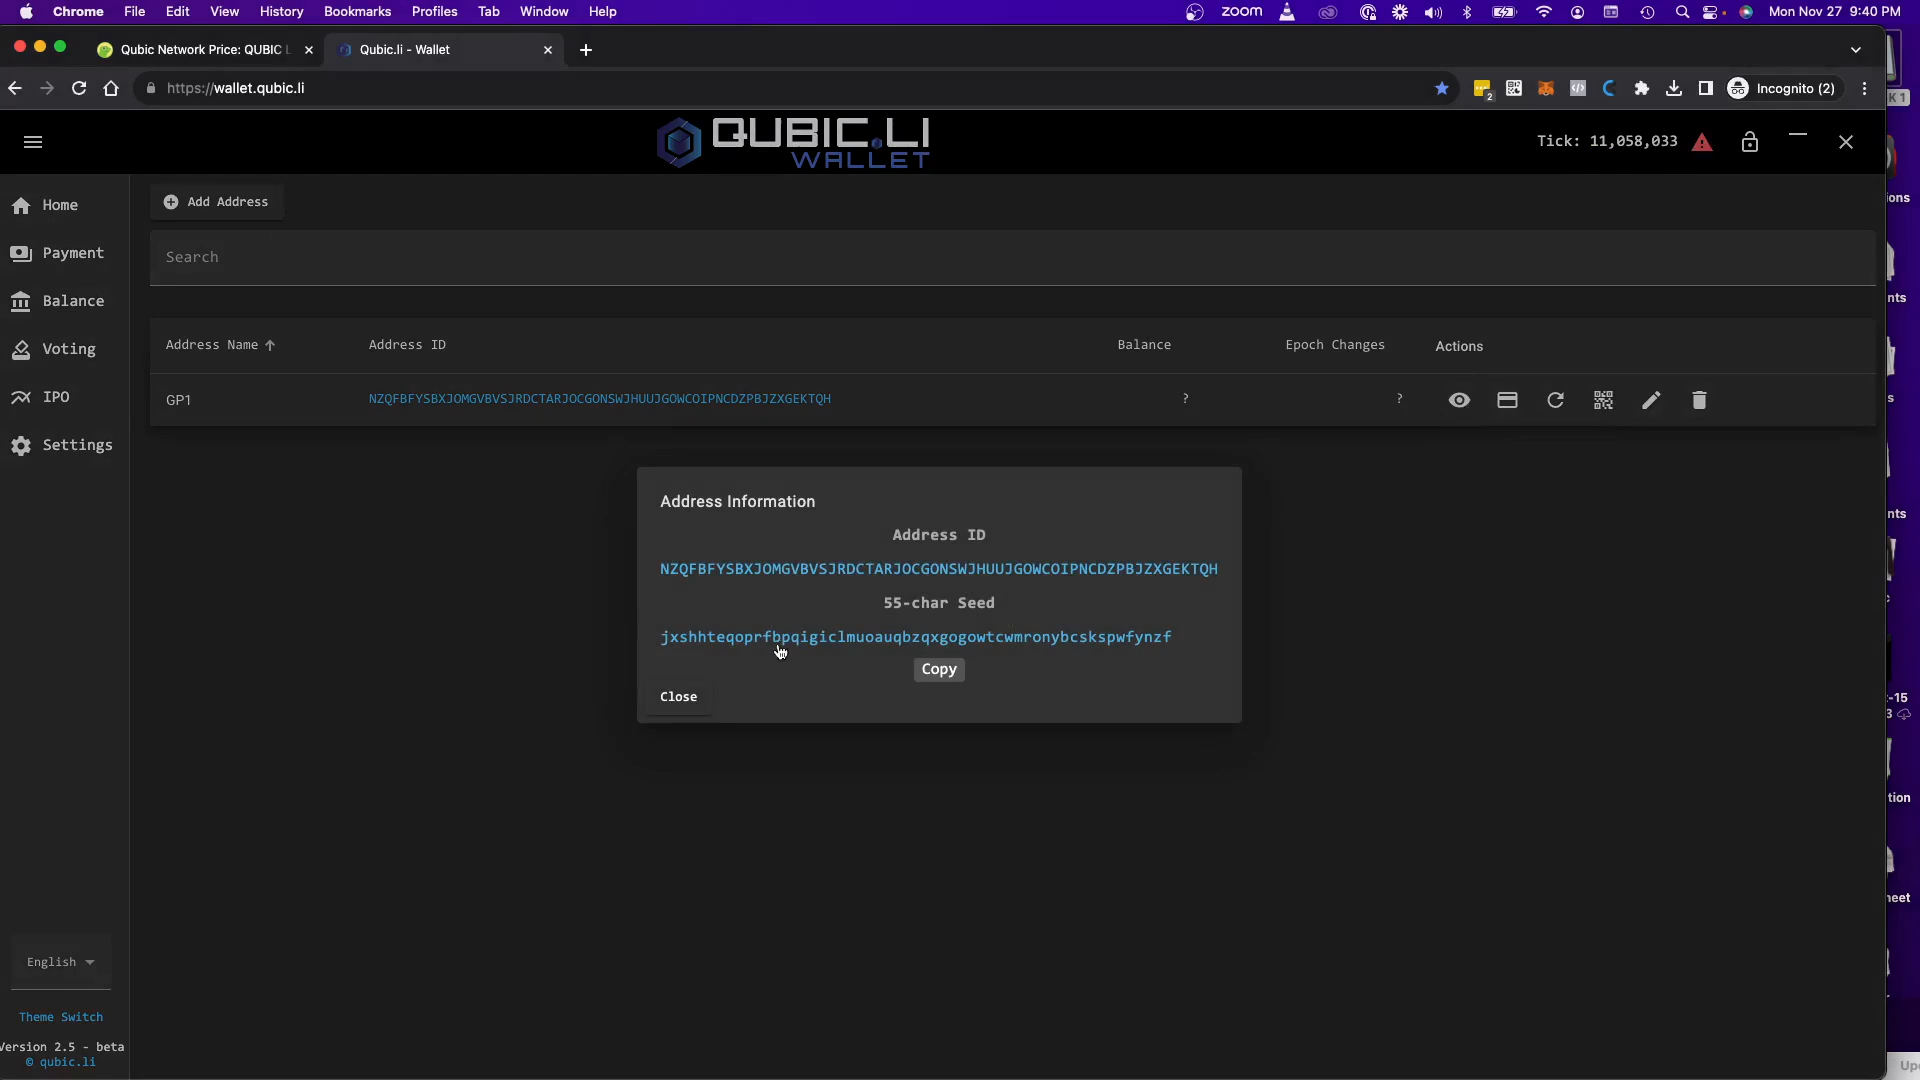 Chrome File Edit View History Bookmarks Profiles Tab Window Help zoom Mon Nov 27 9:40 PM
Qubic Network Price: QUBIC Qubic.li - Wallet
https://wallet.qubic.li 2 Incognito (2)
K 1
QUBIC.LI
WALLET
Tick: 11,058,033
Home
Payment
Balance
Voting
IPO
Settings
Add Address
Search
Address Name Address ID Balance Epoch Changes Actions
GP1 NZQFBFYSBXJOMGVBVSJRDCTARJOCGONSWJHUUJGOWCOIPNCDZPBJZXGEKTQH ? ?
Address Information
Address ID
NZQFBFYSBXJOMGVBVSJRDCTARJOCGONSWJHUUJGOWCOIPNCDZPBJZXGEKTQH
55-char Seed
jxshhteqoprfbpqigiclmuoauqbzqxgogowtcwmronybcskspwfynzf
Copy
Close
English
Theme Switch
Version 2.5 - beta
© qubic.li